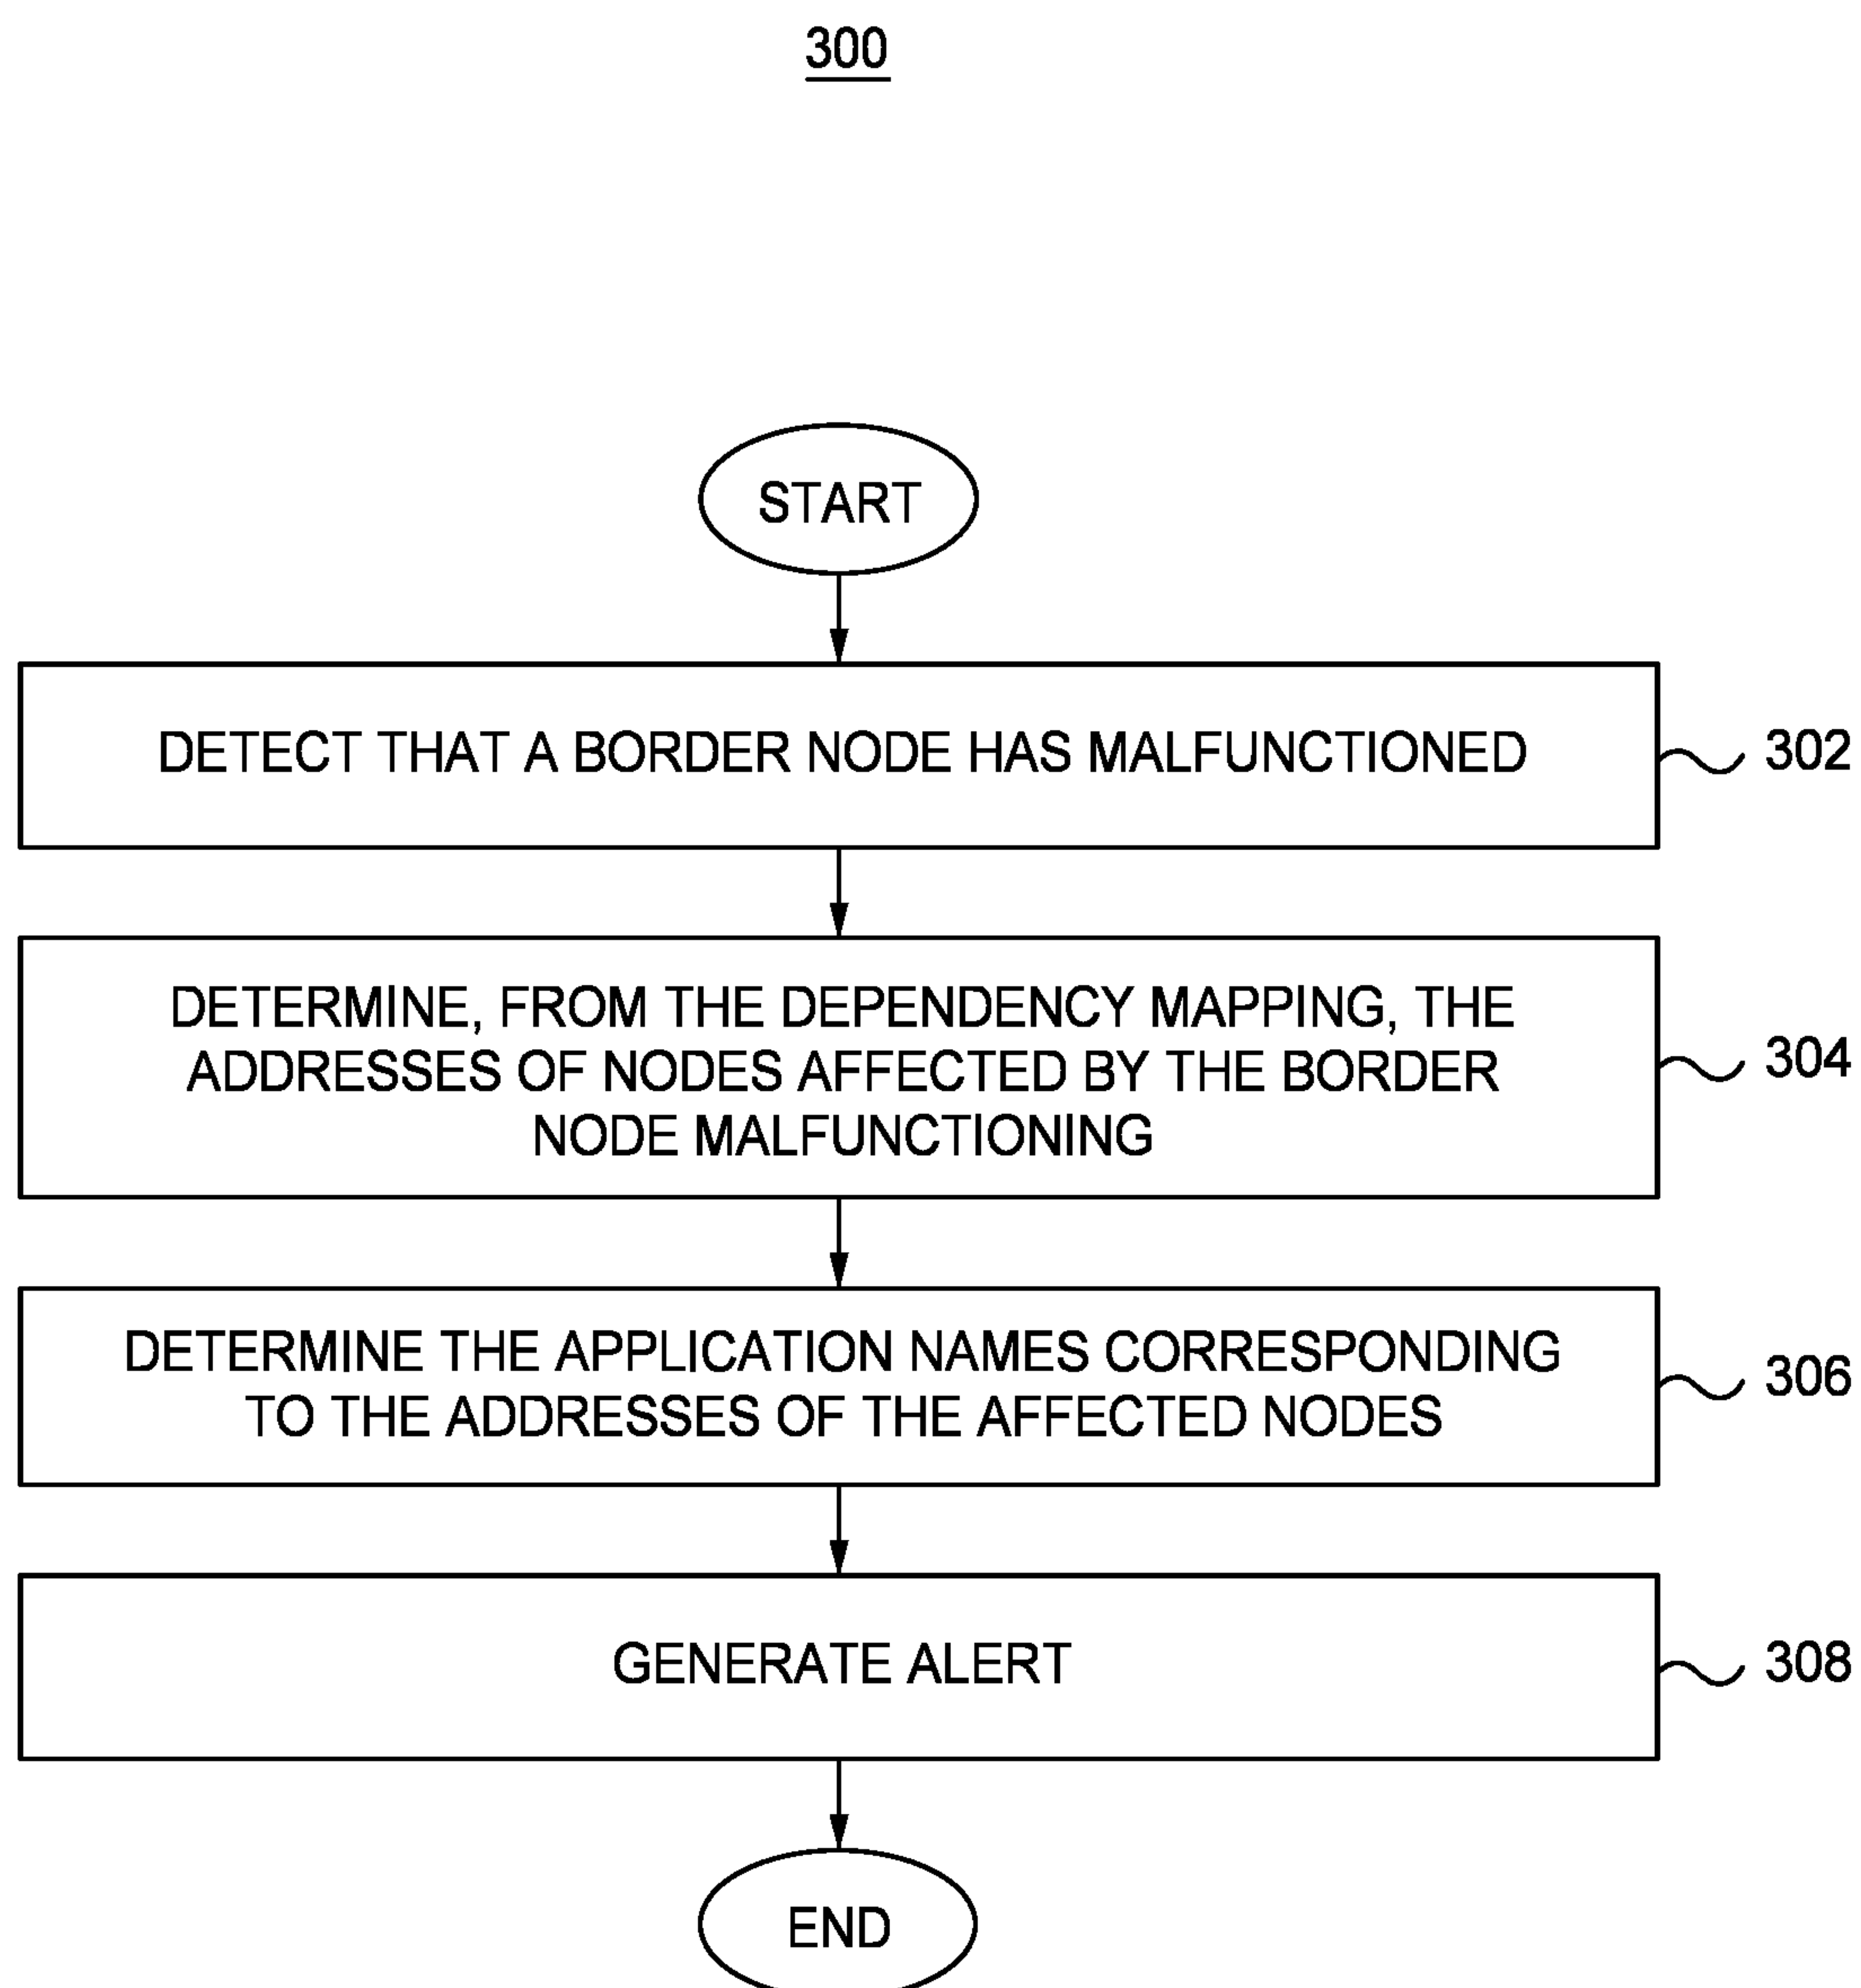 300
START
DETECT THAT A BORDER NODE HAS MALFUNCTIONED
302
DETERMINE, FROM THE DEPENDENCY MAPPING, THE
ADDRESSES OF NODES AFFECTED BY THE BORDER
NODE MALFUNCTIONING
304
DETERMINE THE APPLICATION NAMES CORRESPONDING
TO THE ADDRESSES OF THE AFFECTED NODES
306
GENERATE ALERT
308
END